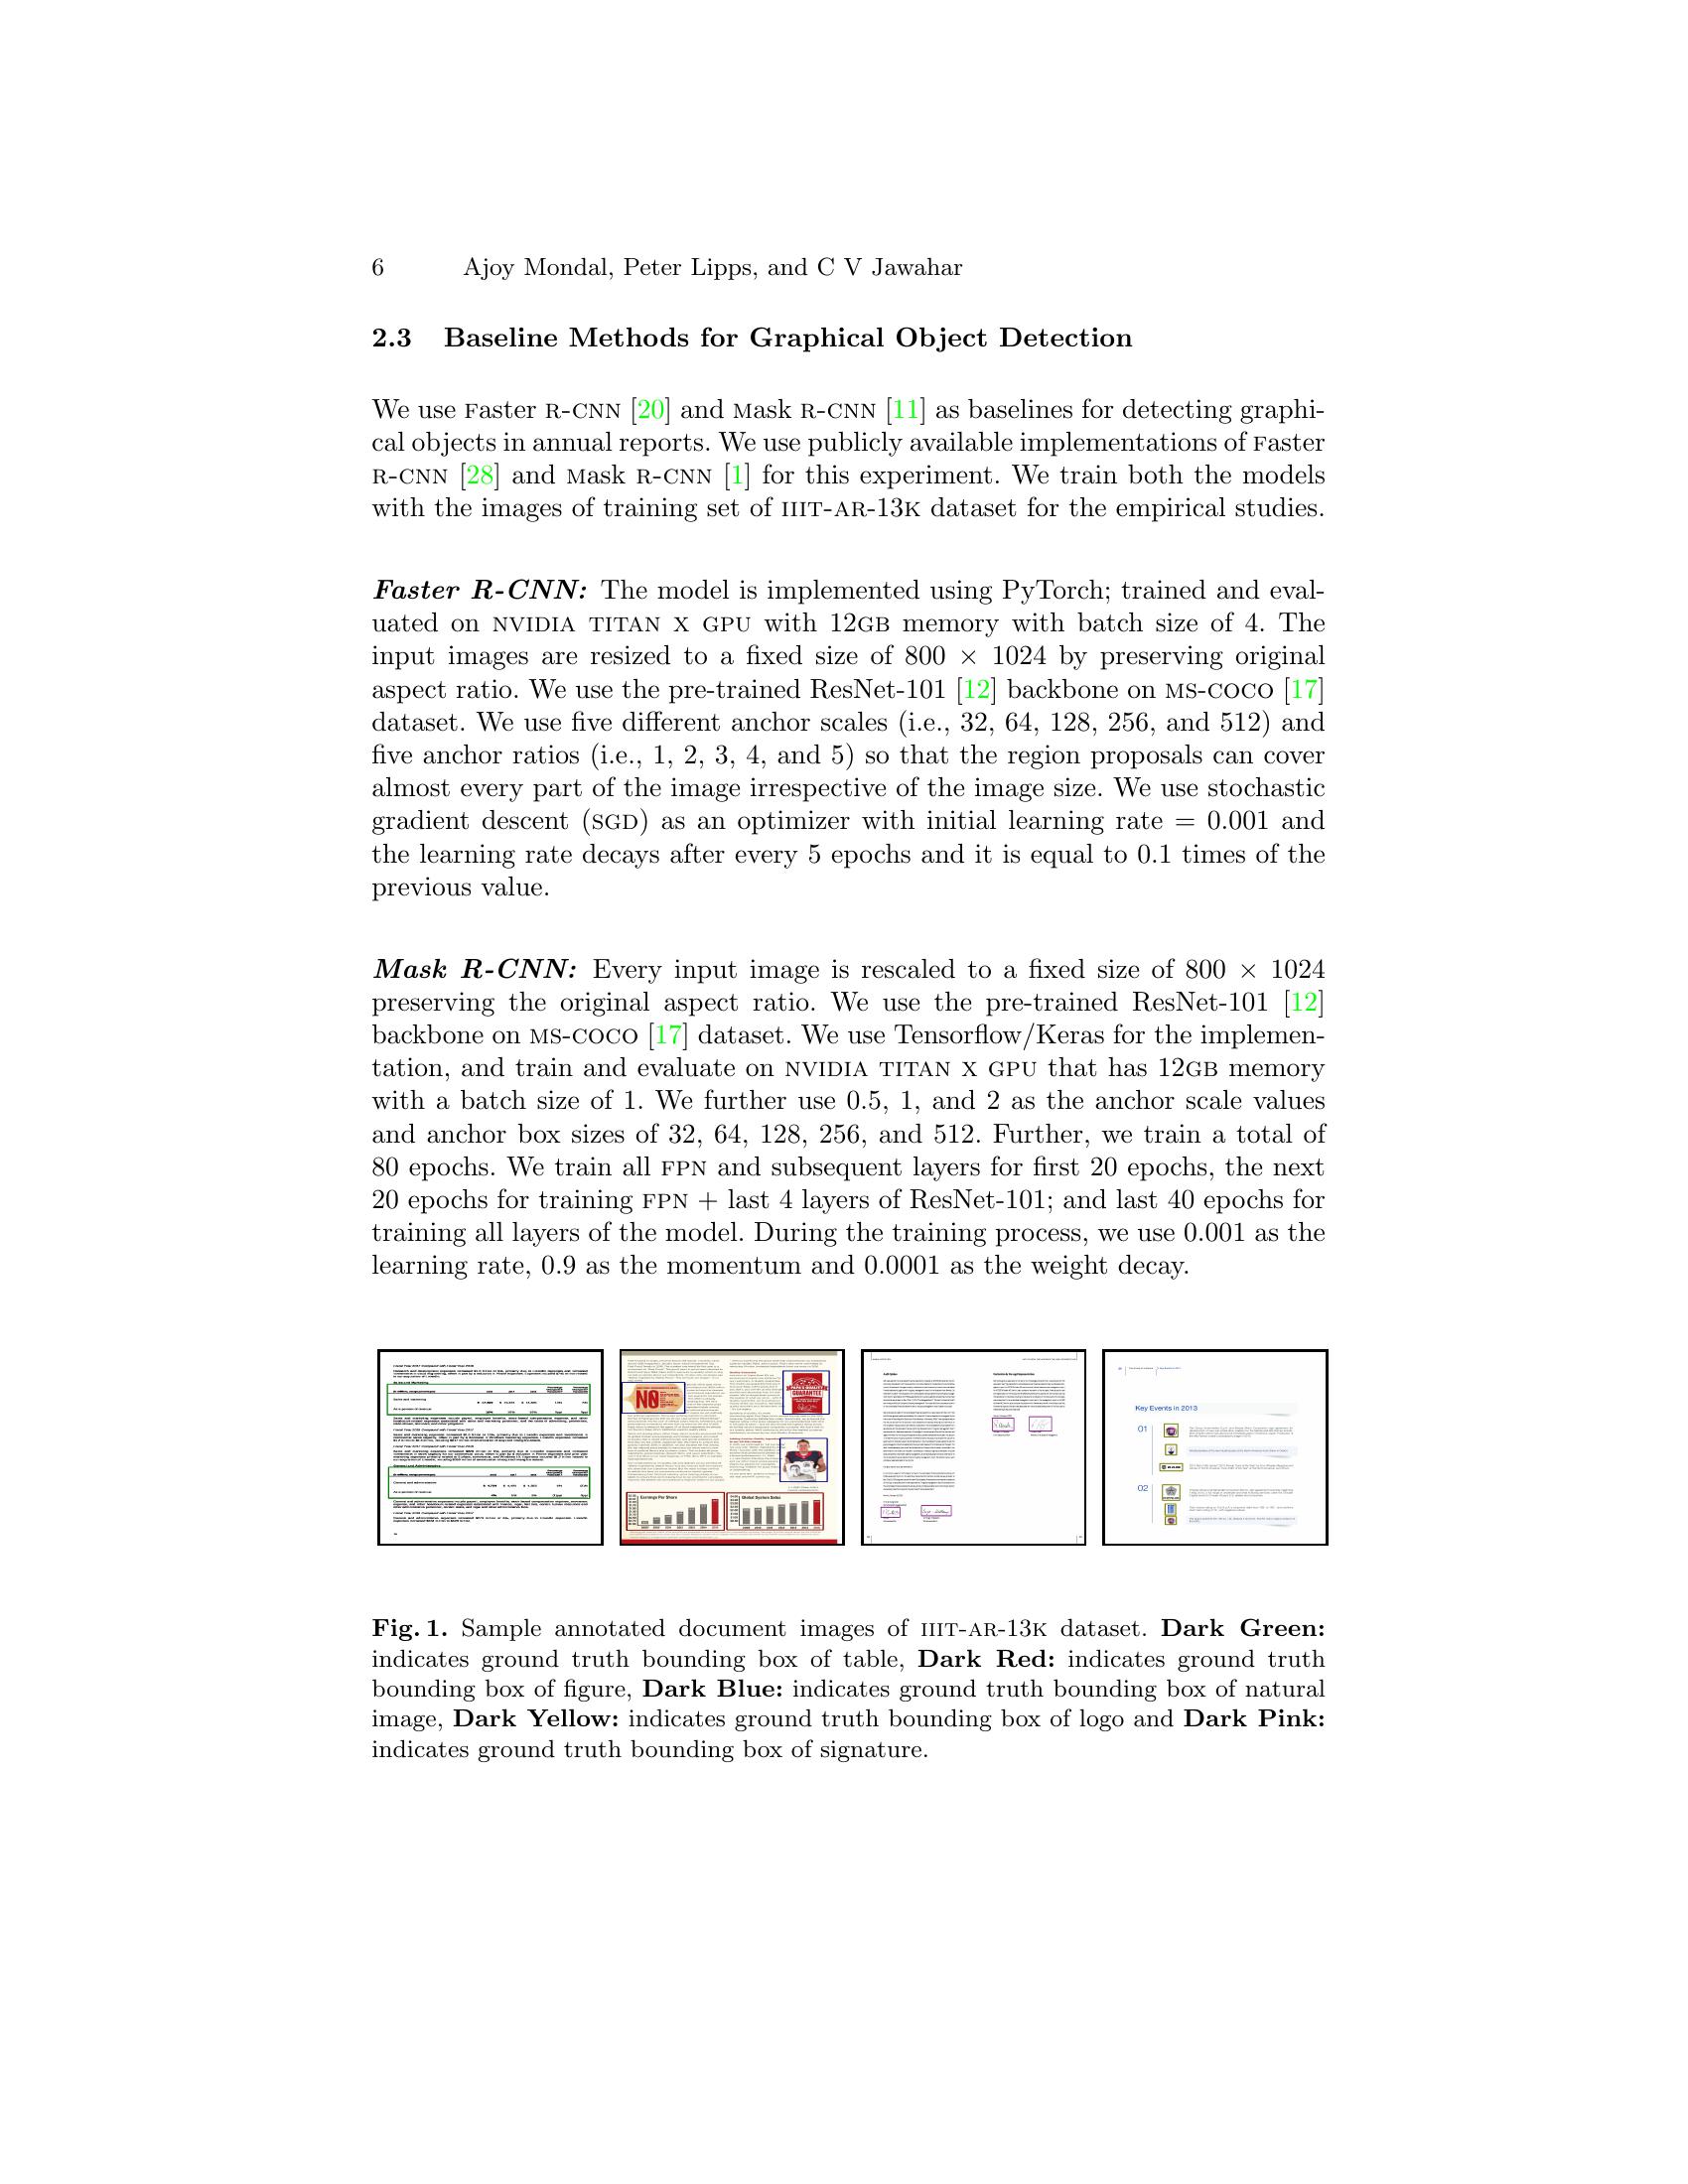 6 Ajoy Mondal, Peter Lipps, and C V Jawahar
2.3 Baseline Methods for Graphical Object Detection
We use Faster R-CNN [20] and Mask R-CNN [11] as baselines for detecting graphi-
cal objects in annual reports. We use publicly available implementations of Faster
R-CNN [28] and Mask R-CNN [1] for this experiment. We train both the models
with the images of training set of IIIT-AR-13K dataset for the empirical studies.
Faster R-CNN: The model is implemented using PyTorch; trained and eval-
uated on NVIDIA TITAN X GPU with 12GB memory with batch size of 4. The
input images are resized to a fixed size of 800 × 1024 by preserving original
aspect ratio. We use the pre-trained ResNet-101 [12] backbone on MS-COCO [17]
dataset. We use five different anchor scales (i.e., 32, 64, 128, 256, and 512) and
five anchor ratios (i.e., 1, 2, 3, 4, and 5) so that the region proposals can cover
almost every part of the image irrespective of the image size. We use stochastic
gradient descent (SGD) as an optimizer with initial learning rate = 0.001 and
the learning rate decays after every 5 epochs and it is equal to 0.1 times of the
previous value.
Mask R-CNN: Every input image is rescaled to a fixed size of 800 × 1024
preserving the original aspect ratio. We use the pre-trained ResNet-101 [12]
backbone on MS-COCO [17] dataset. We use Tensorflow/Keras for the implemen-
tation, and train and evaluate on NVIDIA TITAN X GPU that has 12GB memory
with a batch size of 1. We further use 0.5, 1, and 2 as the anchor scale values
and anchor box sizes of 32, 64, 128, 256, and 512. Further, we train a total of
80 epochs. We train all FPN and subsequent layers for first 20 epochs, the next
20 epochs for training FPN + last 4 layers of ResNet-101; and last 40 epochs for
training all layers of the model. During the training process, we use 0.001 as the
learning rate, 0.9 as the momentum and 0.0001 as the weight decay.
NO
GUARANTEE
Earnings Per Share
Global System Sales
Key Events in 2013
01
02
Fig. 1. Sample annotated document images of IIIT-AR-13K dataset. Dark Green:
indicates ground truth bounding box of table, Dark Red: indicates ground truth
bounding box of figure, Dark Blue: indicates ground truth bounding box of natural
image, Dark Yellow: indicates ground truth bounding box of logo and Dark Pink:
indicates ground truth bounding box of signature.